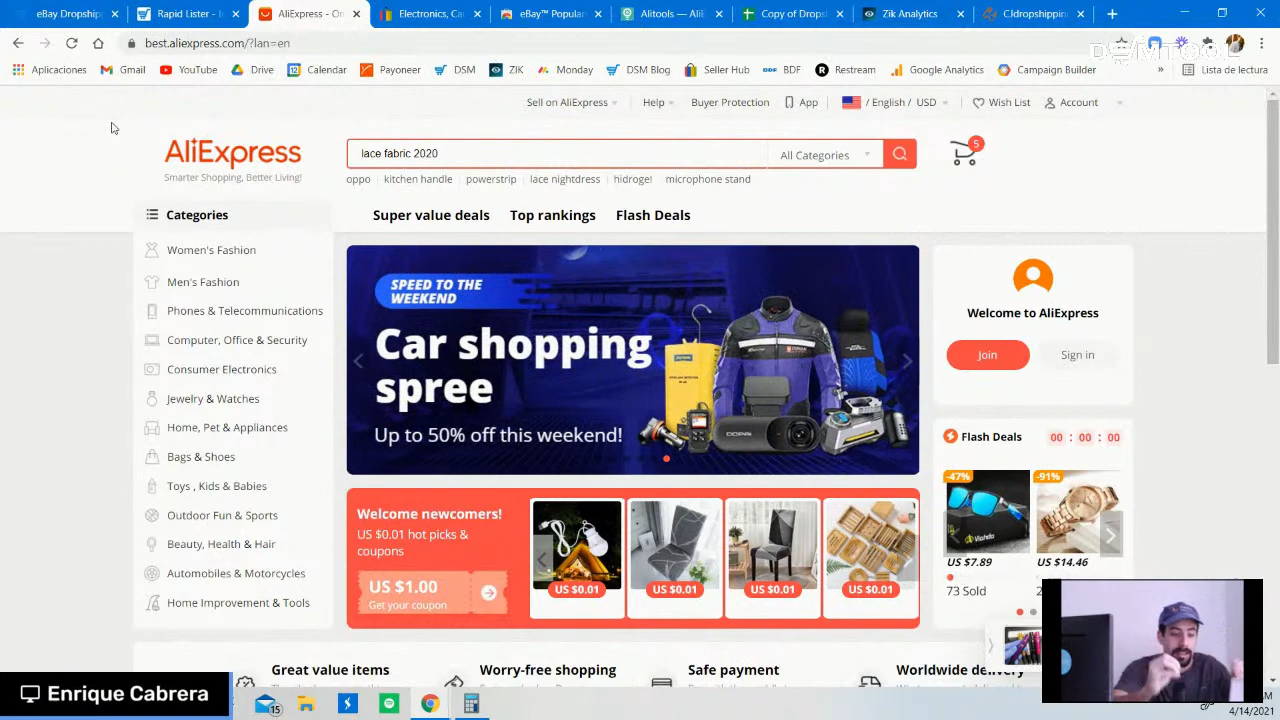 eBay Dropship
Rapid Lister - 
AliExpress - On
Electronics, Ca
eBay™ Popular
Alitools — Ali
Copy of Drops
Zik Analytics
CJdropshippin
best.aliexpress.com/?lan=en
Aplicaciones
Gmail
YouTube
Drive
Calendar
Payoneer
DSM
ZIK
Monday
DSM Blog
Seller Hub
BDF
Restream
Google Analytics
Campaign Builder
»
Lista de lectura
Sell on AliExpress
Help
Buyer Protection
App
/ English / USD
Wish List
Account
AliExpress
Smarter Shopping, Better Living!
lace fabric 2020
All Categories
5
oppo kitchen handle powerstrip lace nightdress hidroge! microphone stand
Categories
Super value deals
Top rankings
Flash Deals
Women's Fashion
Men's Fashion
Phones & Telecommunications
Computer, Office & Security
Consumer Electronics
Jewelry & Watches
Home, Pet & Appliances
Bags & Shoes
Toys , Kids & Babies
Outdoor Fun & Sports
Beauty, Health & Hair
Automobiles & Motorcycles
Home Improvement & Tools
SPEED TO THE
WEEKEND
Car shopping
spree
Up to 50% off this weekend!
Welcome to AliExpress
Join
Sign in
Flash Deals
00 : 00 : 00
-47%
-91%
US $7.89
US $14.46
73 Sold
Welcome newcomers!
US $0.01 hot picks &
coupons
US $1.00
Get your coupon
US $0.01
US $0.01
US $0.01
US $0.01
Great value items
Worry-free shopping
Safe payment
Worldwide delivery
Enrique Cabrera
15
4/14/2021